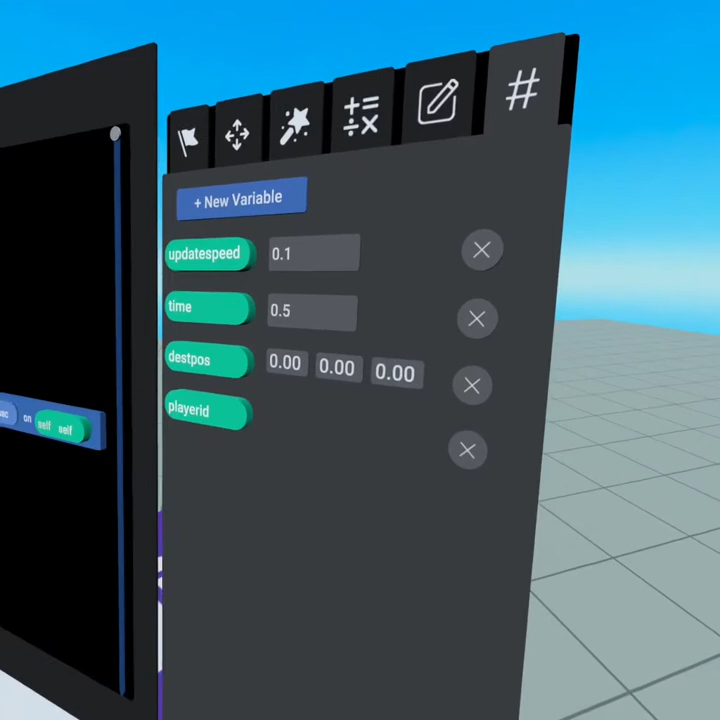 + New Variable
updatespeed 0.1
time 0.5
destpos 0.00 0.00 0.00
playerid
on self self